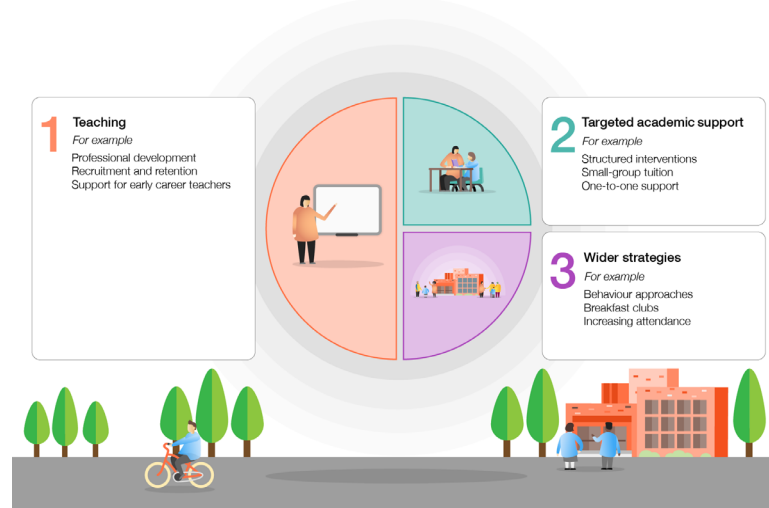 1
Teaching
For example
Professional development
Recruitment and retention
Support for early career teachers
2
Targeted academic support
For example
Structured interventions
Small-group tuition
One-to-one support
3
Wider strategies
For example
Behaviour approaches
Breakfast clubs
Increasing attendance